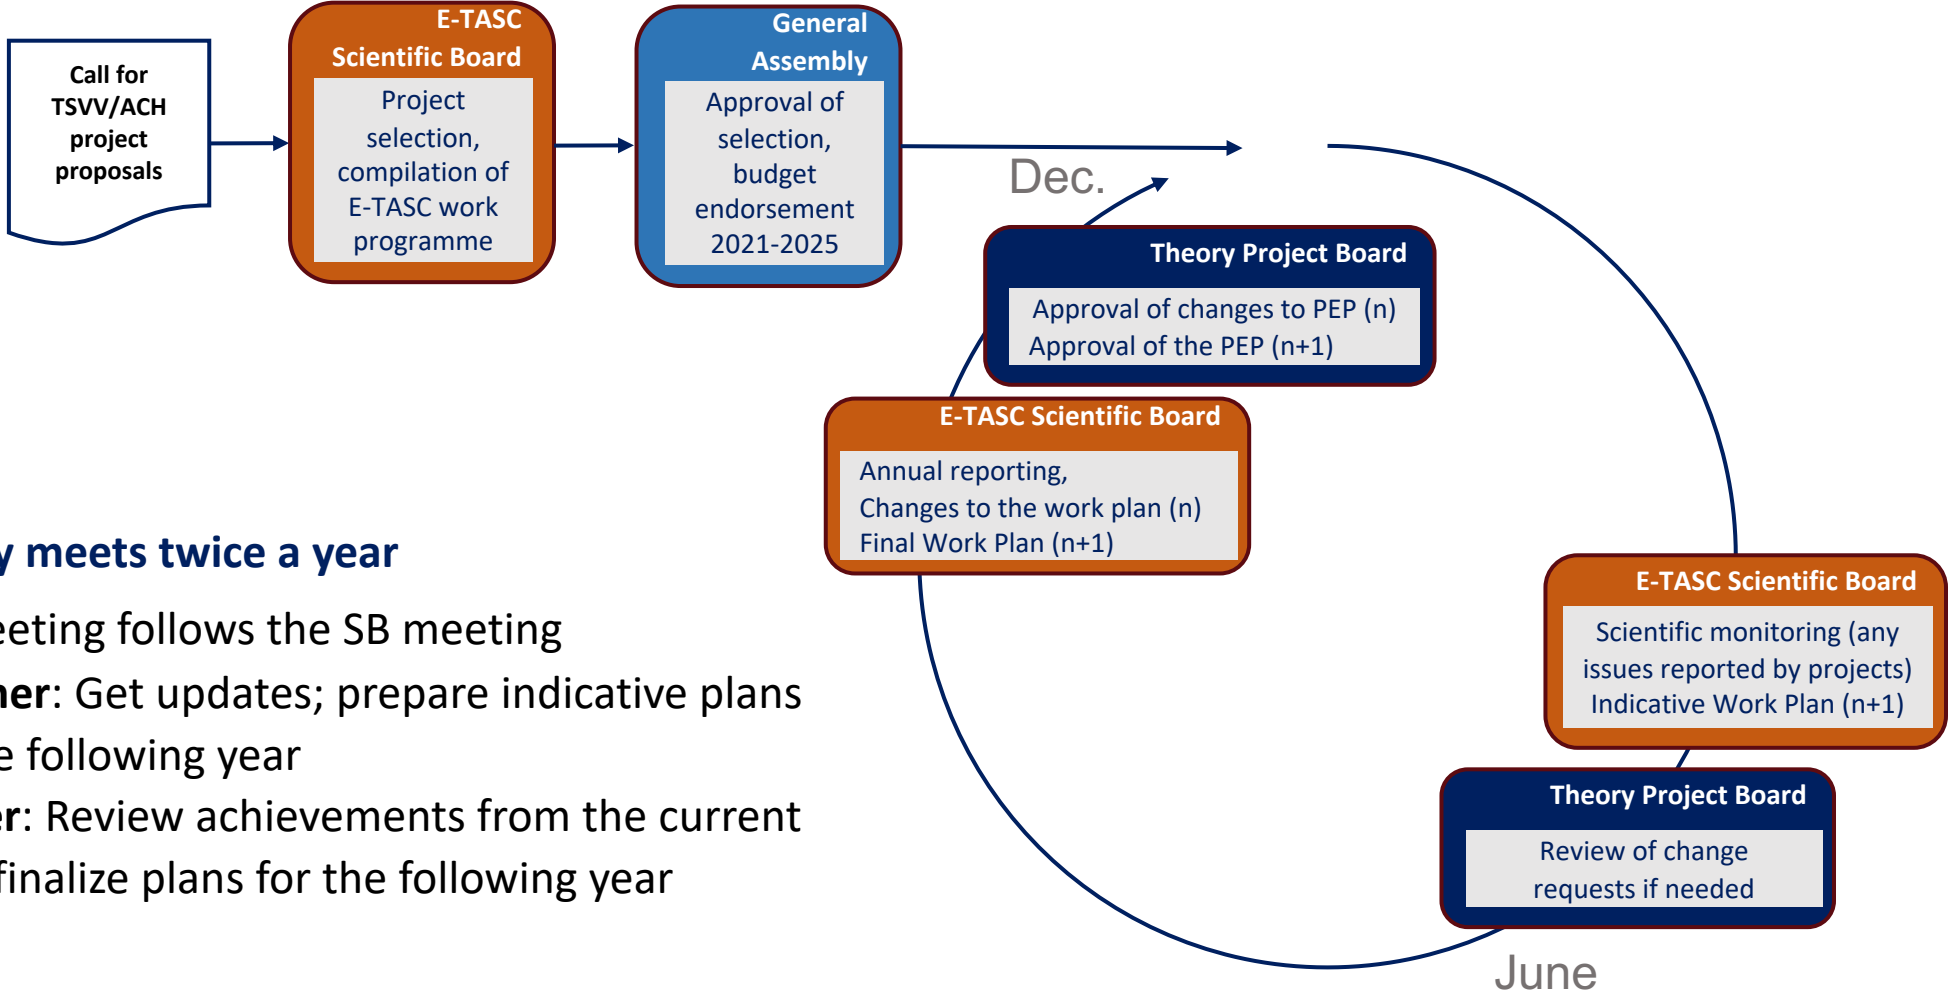 Call for
TSVV/ACH
project
proposals
E-TASC
Scientific Board
Project
selection,
compilation of
E-TASC work
programme
General
Assembly
Approval of
selection,
budget
endorsement
2021-2025
Dec.
Theory Project Board
Approval of changes to PEP (n)
Approval of the PEP (n+1)
E-TASC Scientific Board
Annual reporting,
Changes to the work plan (n)
Final Work Plan (n+1)
E-TASC Scientific Board
Scientific monitoring (any
issues reported by projects)
Indicative Work Plan (n+1)
Theory Project Board
Review of change
requests if needed
June
y meets twice a year
eeting follows the SB meeting
ner: Get updates; prepare indicative plans
e following year
er: Review achievements from the current
finalize plans for the following year